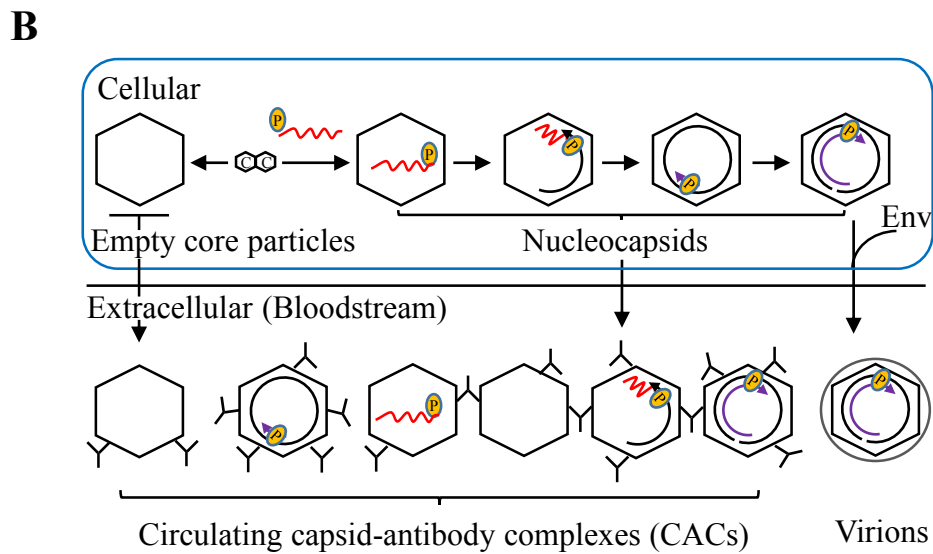 B
Cellular
P
C C
P
P
P
P
Env
Empty core particles
Nucleocapsids
Extracellular (Bloodstream)
P
P
P
P
P
Circulating capsid-antibody complexes (CACs)
Virions